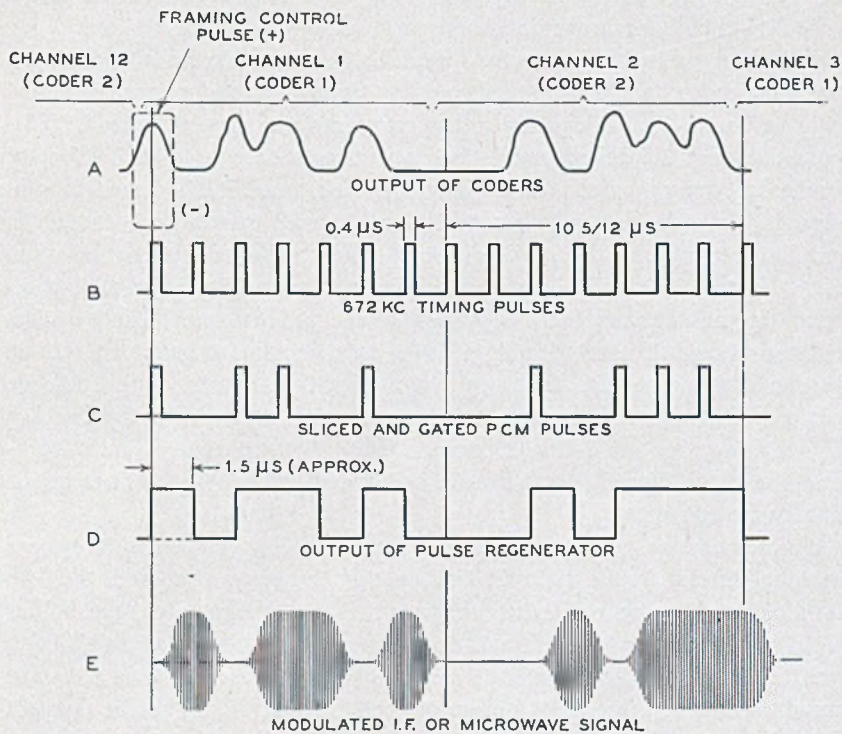 FRAMING CONTROL
PULSE (+)
CHANNEL 12
(CODER 2)
CHANNEL 1
(CODER 1)
CHANNEL 2
(CODER 2)
CHANNEL 3
(CODER 1)
A
OUTPUT OF CODERS
(-)
0.4 µS
10 5/12 µS
B
672 KC TIMING PULSES
C
SLICED AND GATED PCM PULSES
1.5 µS (APPROX.)
D
OUTPUT OF PULSE REGENERATOR
E
MODULATED I.F. OR MICROWAVE SIGNAL